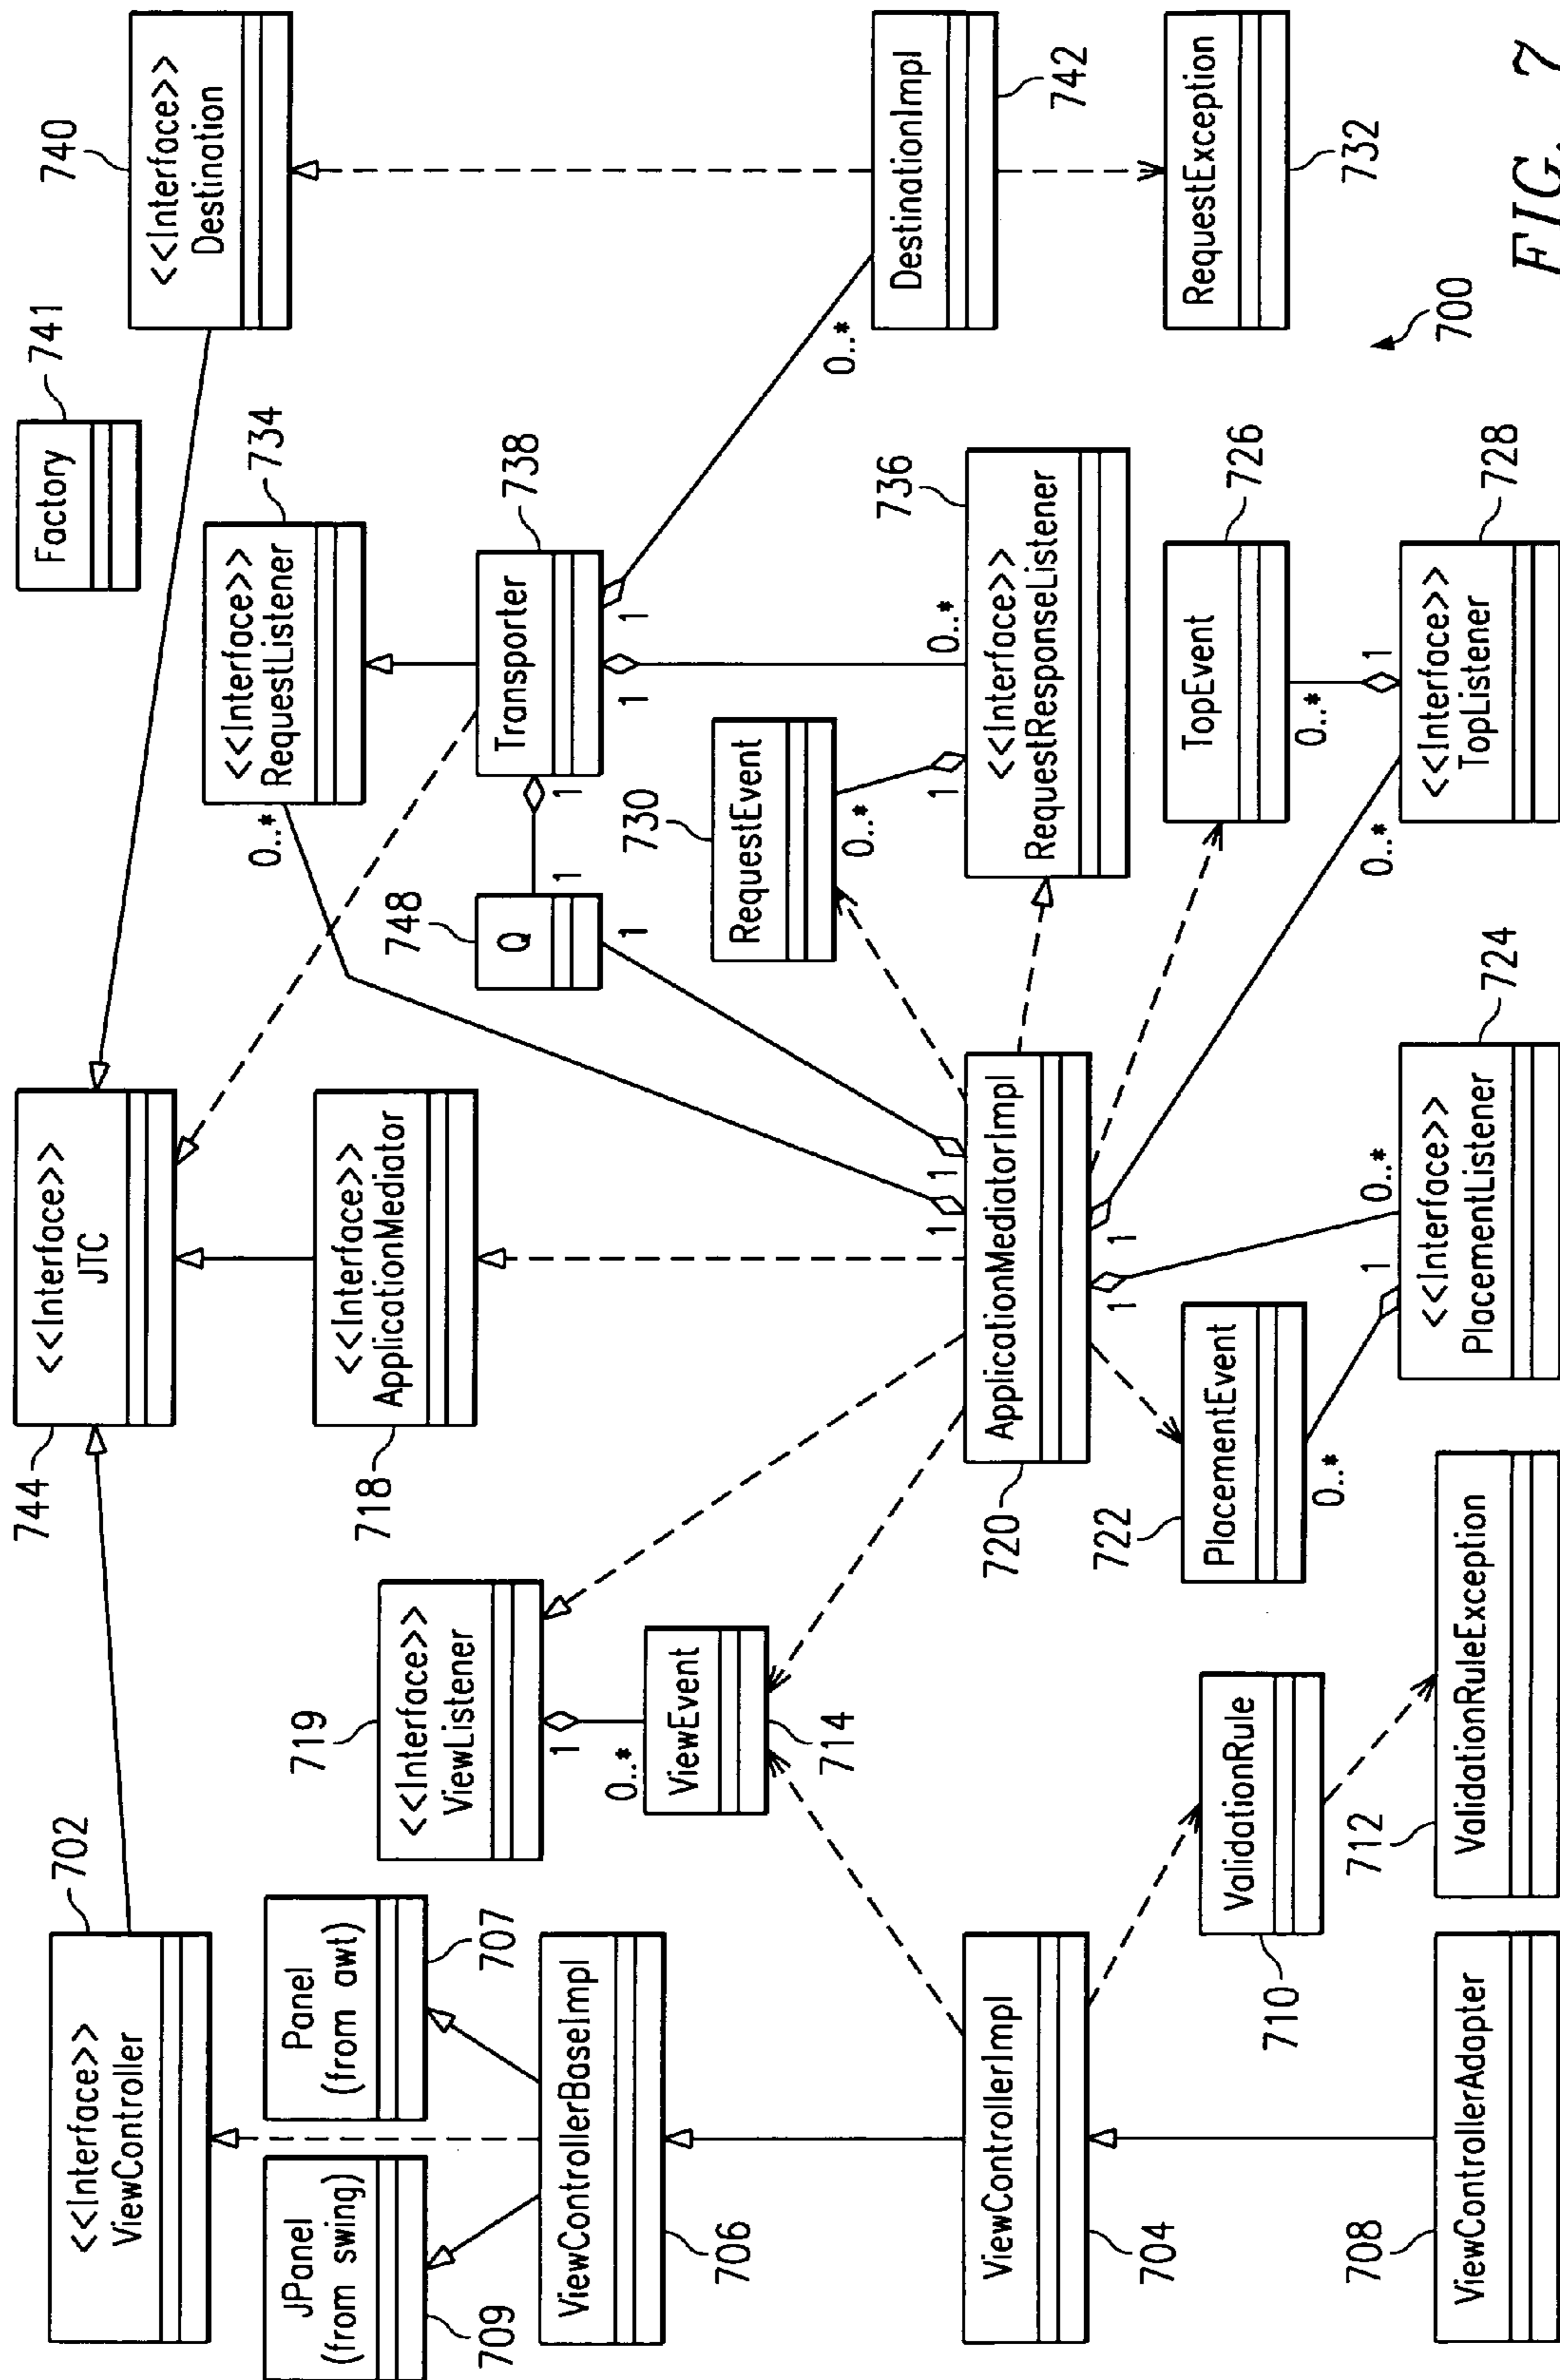 702
<<Interface>>
ViewController
744
<<Interface>>
JTC
Factory
741
740
<<Interface>>
Destination
JPanel
(from swing)
709
Panel
(from awt)
707
719
<<Interface>>
ViewListener
1
718
<<Interface>>
ApplicationMediator
<<Interface>>
RequestListener
734
0..*
ViewControllerBaseImpl
706
0..*
ViewEvent
714
748
Q
1
1
1
Transporter
738
1
1
730
RequestEvent
0..*
ViewControllerImpl
704
ApplicationMediatorImpl
720
1
1
1
1
1
0..*
736
<<Interface>>
RequestResponseListener
0..*
DestinationImpl
742
ValidationRule
710
722
PlacementEvent
0..*
TopEvent
726
0..*
RequestException
732
ViewControllerAdapter
708
712
ValidationRuleException
1
0..*
<<Interface>>
PlacementListener
724
0..*
1
<<Interface>>
TopListener
728
700
FIG. 7